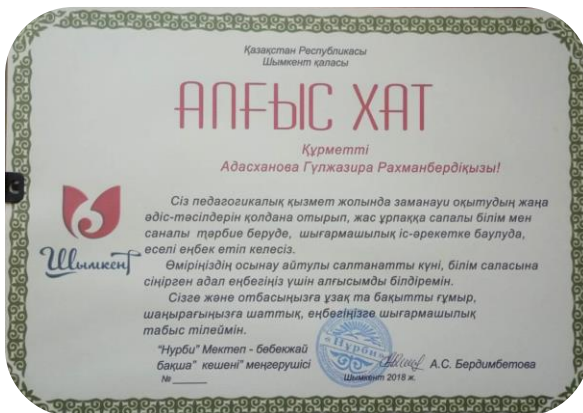 Қазақстан Республикасы
Шымкент қаласы
АЛҒЫС ХАТ
Құрметті
Адасханова Гүлжазира Рахманбердіқызы!
Сіз педагогикалық қызмет жолында заманауи оқытудың жаңа
әдіс-тәсілдерін қолдана отырып, жас ұрпаққа сапалы білім мен
саналы тәрбие беруде, шығармашылық іс-әрекетке баулуда,
еселі еңбек етіп келесіз.
Өміріңіздің осынау айтулы салтанатты күні, білім саласына
сіңірген адал еңбегіңіз үшін алғысымды білдіремін.
Сізге және отбасыңызға ұзақ та бақытты ғұмыр,
шаңырағыңызға шаттық, еңбегіңізге шығармашылық
табыс тілеймін.
Шымкент
"Нурби" Мектеп - бөбекжай
бақша" кешені" меңгерушісі
№ ______
«Нурби»
А.С. Бердимбетова
Шымкент 2018 ж.